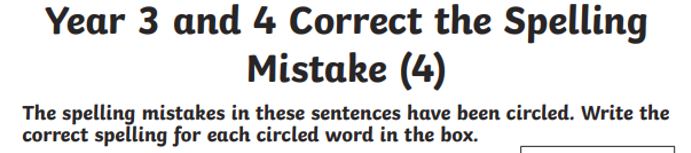 Year 3 and 4 Correct the Spelling
Mistake (4)
The spelling mistakes in these sentences have been circled. Write the
correct spelling for each circled word in the box.